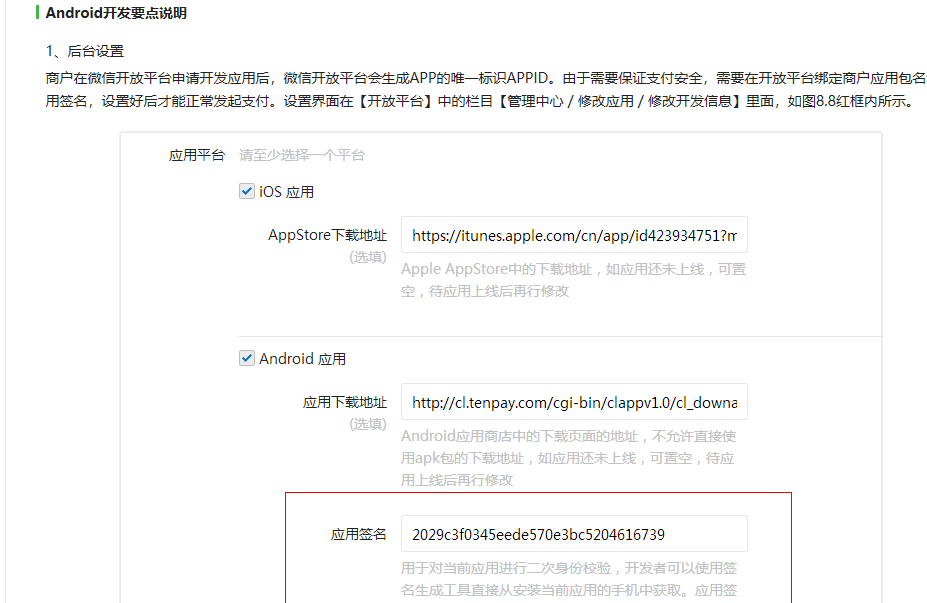 Android开发要点说明
1、后台设置
商户在微信开放平台申请开发应用后，微信开放平台会生成APP的唯一标识APPID。由于需要保证支付安全，需要在开放平台绑定商户应用包名
用签名，设置好后才能正常发起支付。设置界面在【开放平台】中的栏目【管理中心 / 修改应用 / 修改开发信息】里面，如图8.8红框内所示。
应用平台 请至少选择一个平台
iOS 应用
AppStore下载地址 https://itunes.apple.com/cn/app/id423934751?m
(选填)
Apple AppStore中的下载地址，如应用还未上线，可置
空，待应用上线后再行修改
Android 应用
应用下载地址 http://cl.tenpay.com/cgi-bin/clappv1.0/cl_downa
(选填)
Android应用商店中的下载页面的地址，不允许直接使
用apk包的下载地址，如应用还未上线，可置空，待应
用上线后再行修改
应用签名 2029c3f0345eede570e3bc5204616739
用于对当前应用进行二次身份校验，开发者可以使用签
名生成工具直接从安装当前应用的手机中获取。应用签